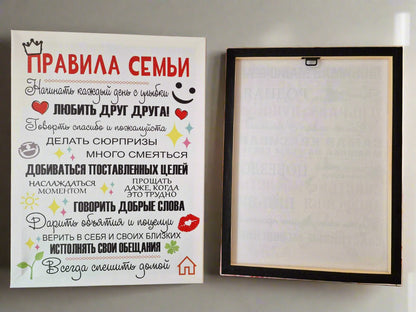 ПРАВИЛА СЕМЬИ
Начинать каждый день с улыбки
ЛЮБИТЬ ДРУГ ДРУГА!
Говорить спасибо и пожалуйста
ДЕЛАТЬ СЮРПРИЗЫ
МНОГО СМЕЯТЬСЯ
ДОБИВАТЬСЯ ПОСТАВЛЕННЫХ ЦЕЛЕЙ
НАСЛАЖДАТЬСЯ
МОМЕНТОМ
ПРОЩАТЬ
ДАЖЕ, КОГДА
ЭТО ТРУДНО
ГОВОРИТЬ ДОБРЫЕ СЛОВА
Дарить объятия и поцелуи
ВЕРИТЬ В СЕБЯ И СВОИХ БЛИЗКИХ
ИСПОЛНЯТЬ СВОИ ОБЕЩАНИЯ
Всегда спешить домой